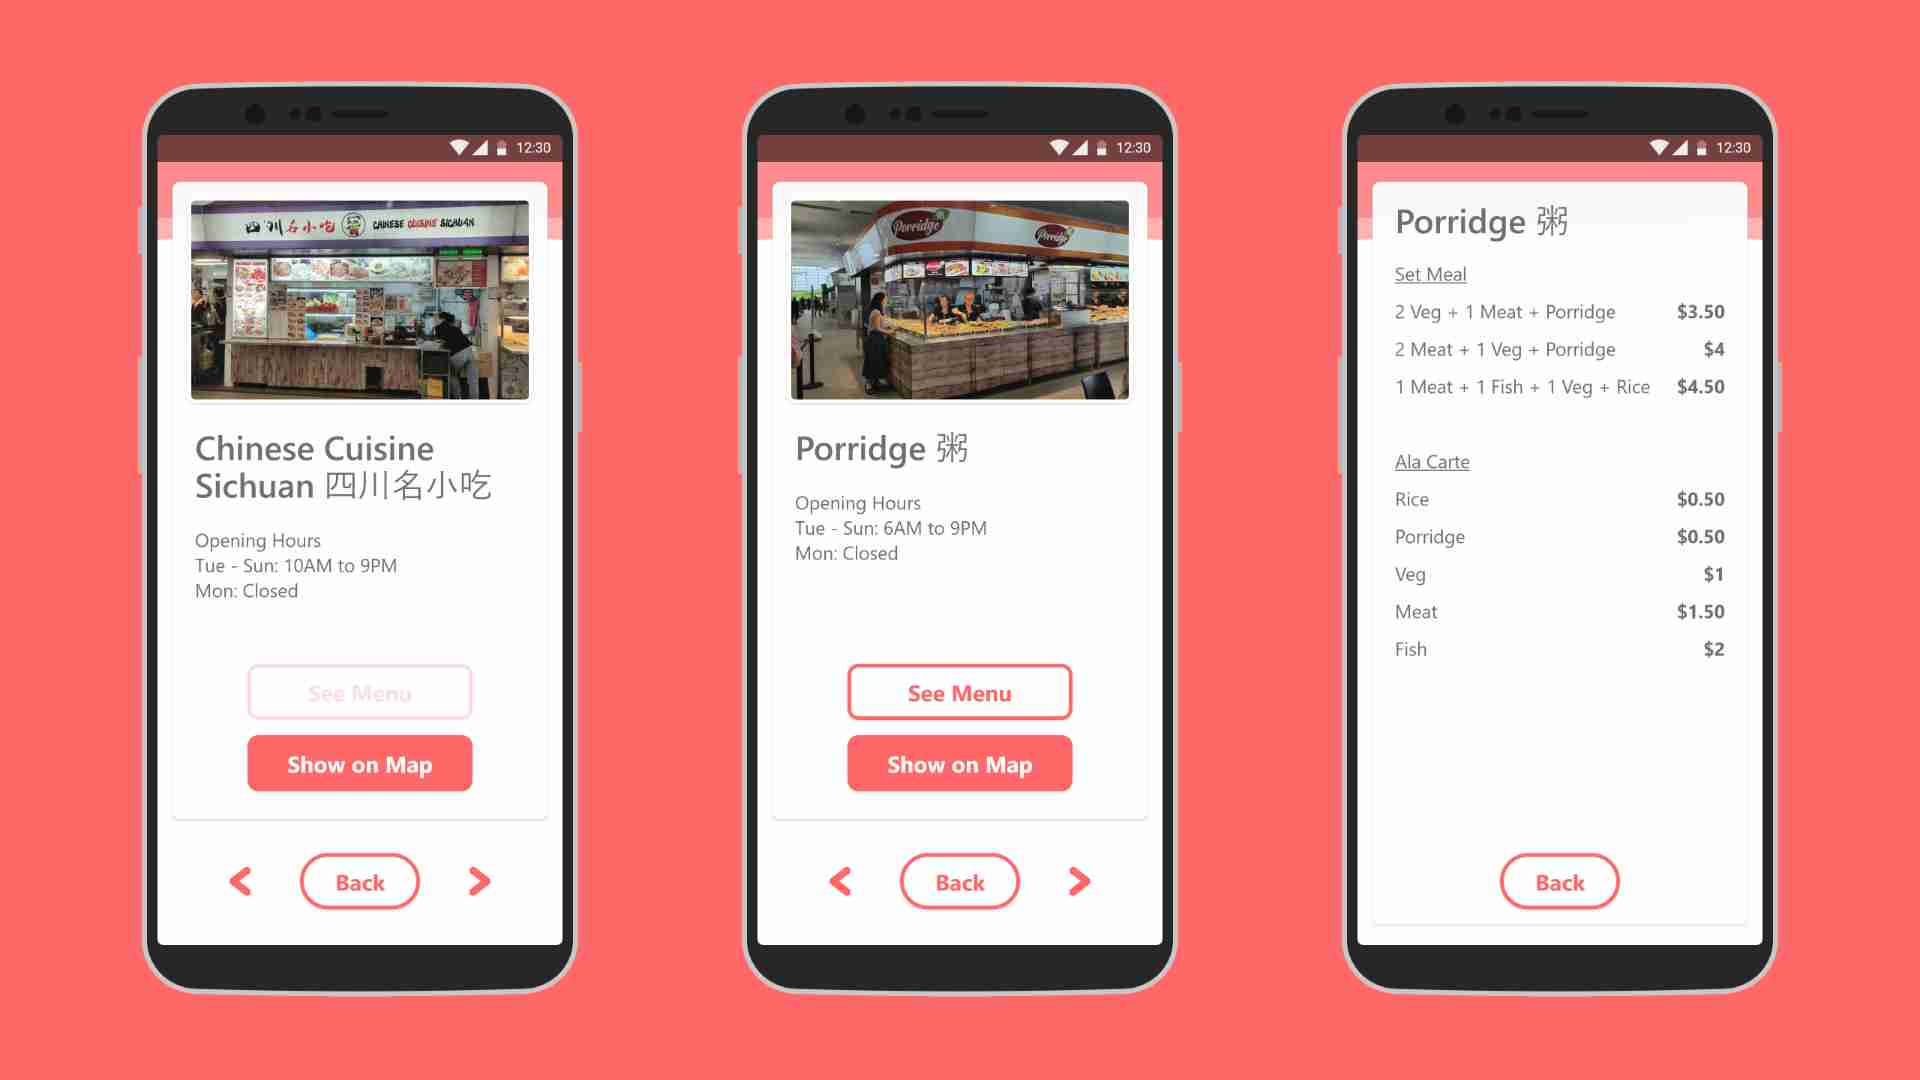 12:30
四川名小吃 CHINESE CUISINE SICHUAN
Chinese Cuisine
Sichuan 四川名小吃
Opening Hours
Tue - Sun: 10AM to 9PM
Mon: Closed
See Menu
Show on Map
Back
12:30
Porridge
Porridge
Porridge 粥
Opening Hours
Tue - Sun: 6AM to 9PM
Mon: Closed
See Menu
Show on Map
Back
12:30
Porridge 粥
Set Meal
2 Veg + 1 Meat + Porridge $3.50
2 Meat + 1 Veg + Porridge $4
1 Meat + 1 Fish + 1 Veg + Rice $4.50
Ala Carte
Rice $0.50
Porridge $0.50
Veg $1
Meat $1.50
Fish $2
Back